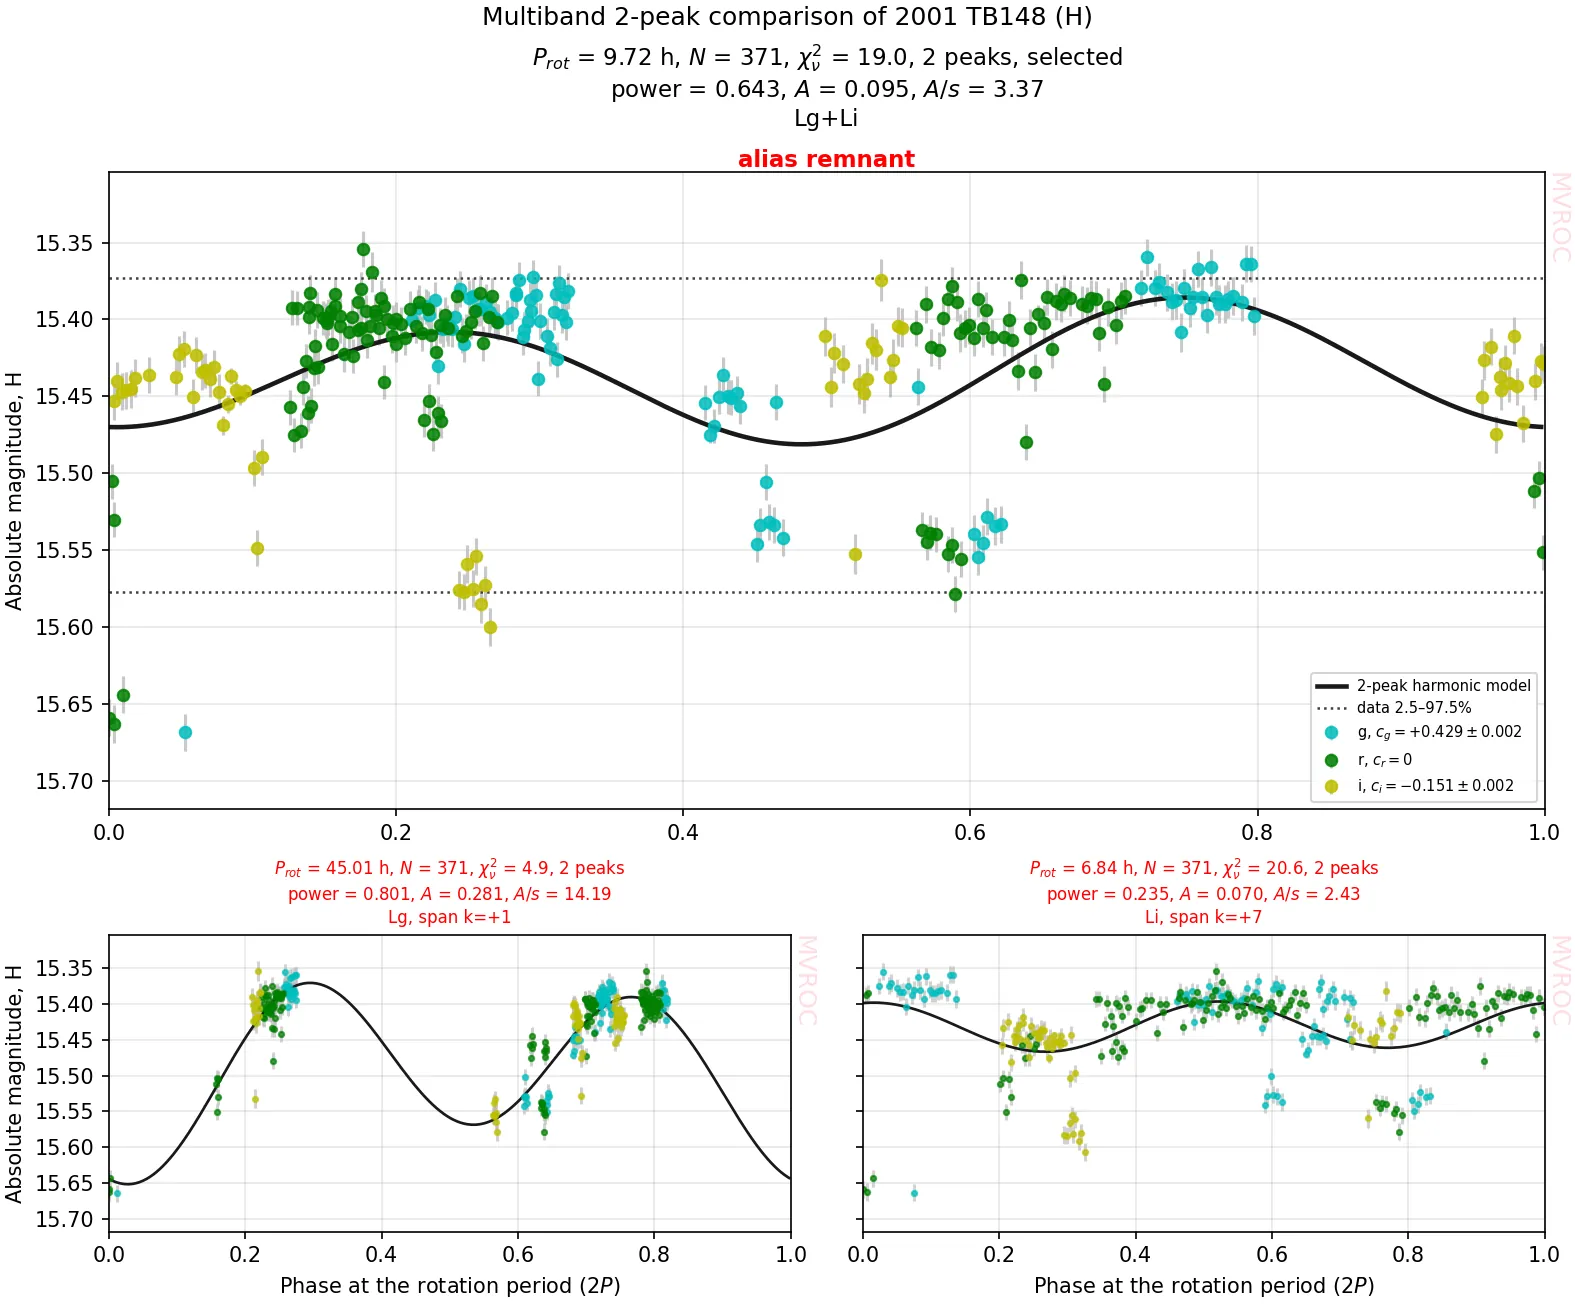 Multiband 2-peak comparison of 2001 TB148 (H)
P_rot = 9.72 h, N = 371, χ²_ν = 19.0, 2 peaks, selected
power = 0.643, A = 0.095, A/s = 3.37
Lg+Li
alias remnant
MVROC
Absolute magnitude, H
15.35
15.40
15.45
15.50
15.55
15.60
15.65
15.70
2-peak harmonic model
data 2.5–97.5%
g, c_g = +0.429 ± 0.002
r, c_r = 0
i, c_i = −0.151 ± 0.002
0.0 0.2 0.4 0.6 0.8 1.0
P_rot = 45.01 h, N = 371, χ²_ν = 4.9, 2 peaks
power = 0.801, A = 0.281, A/s = 14.19
Lg, span k=+1
MVROC
Absolute magnitude, H
15.35
15.40
15.45
15.50
15.55
15.60
15.65
15.70
0.0 0.2 0.4 0.6 0.8 1.0
Phase at the rotation period (2P)
P_rot = 6.84 h, N = 371, χ²_ν = 20.6, 2 peaks
power = 0.235, A = 0.070, A/s = 2.43
Li, span k=+7
MVROC
0.0 0.2 0.4 0.6 0.8 1.0
Phase at the rotation period (2P)